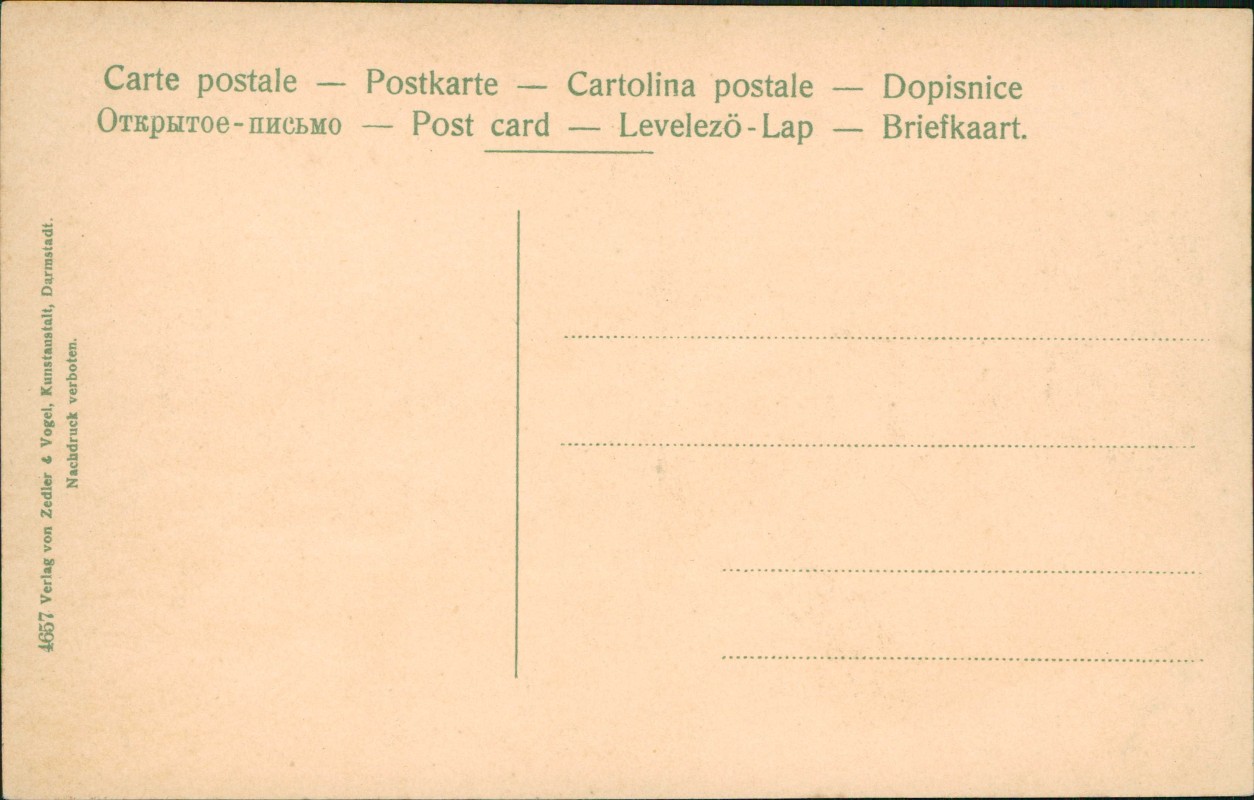 Carte postale — Postkarte — Cartolina postale — Dopisnice
Открытое-письмо — Post card — Levelezö-Lap — Briefkaart.
4657 Verlag von Zedler & Vogel, Kunstanstalt, Darmstadt.
Nachdruck verboten.